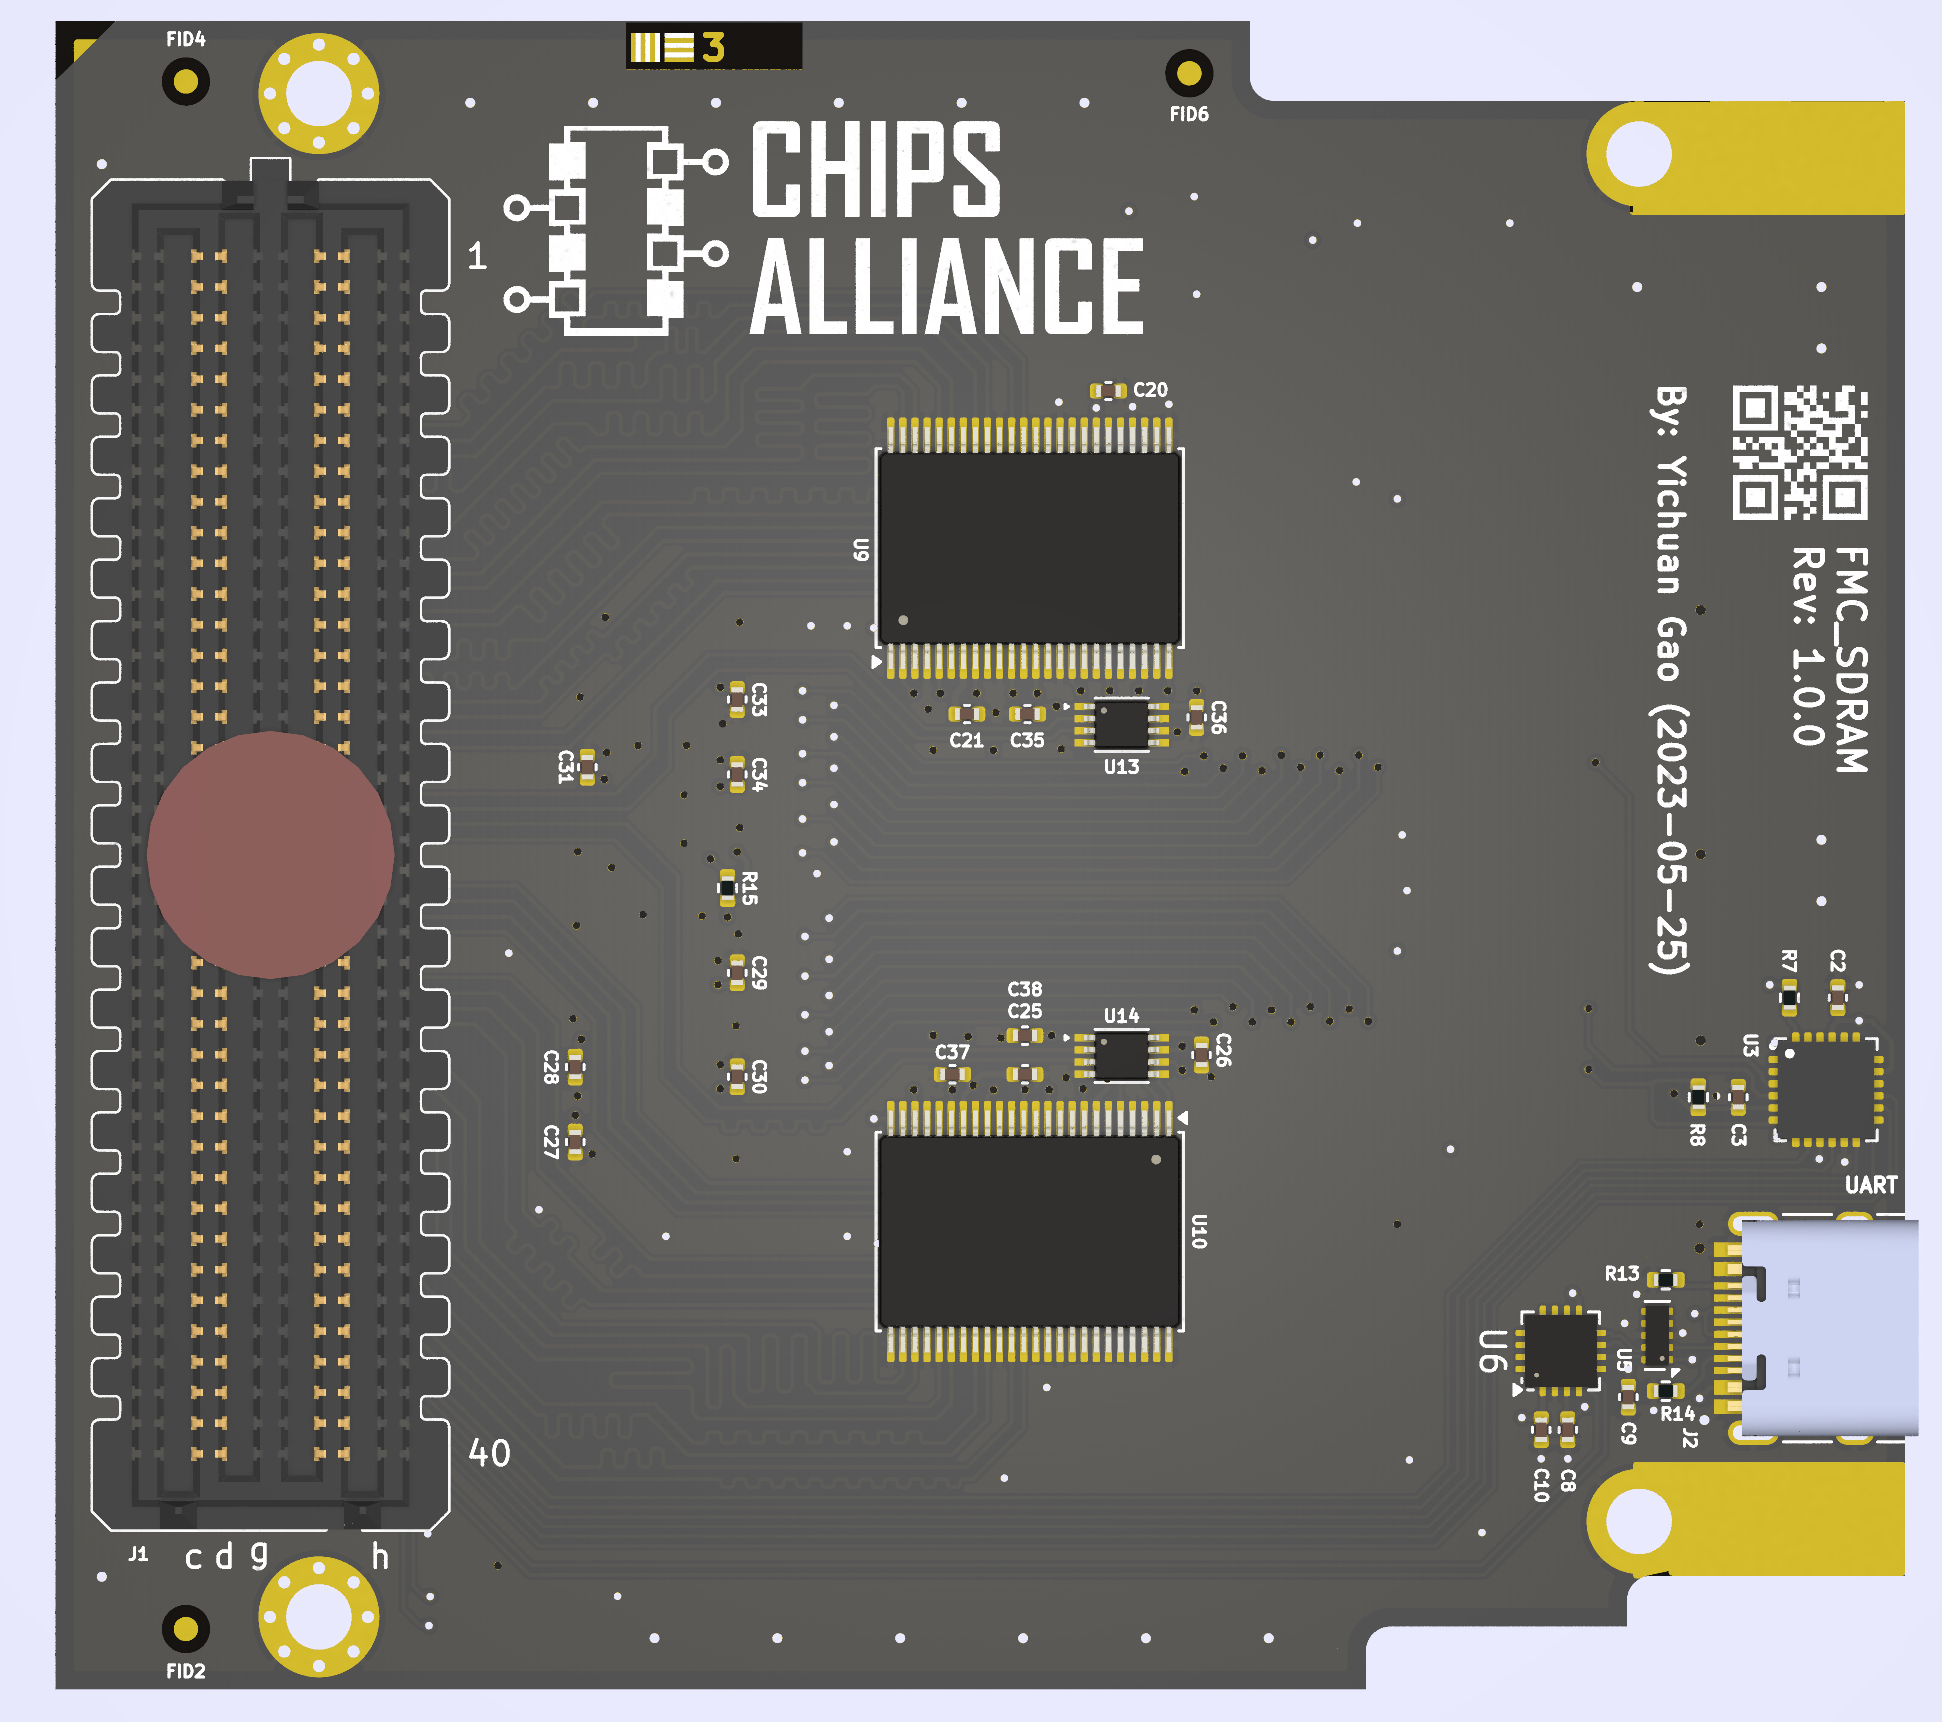 FID4
3
FID6
CHIPS
ALLIANCE
1
C20
U9
By: Yichuan Gao (2023-05-25)
FMC_SDRAM
Rev: 1.0.0
C33
C21
C35
C36
U13
C31
C34
R15
C29
C38
C25
U14
C37
C26
R7
C2
U3
C28
C30
C27
R8
C3
UART
U10
R13
U6
U5
R14
C9
J2
40
C10
C8
J1
c d g h
FID2